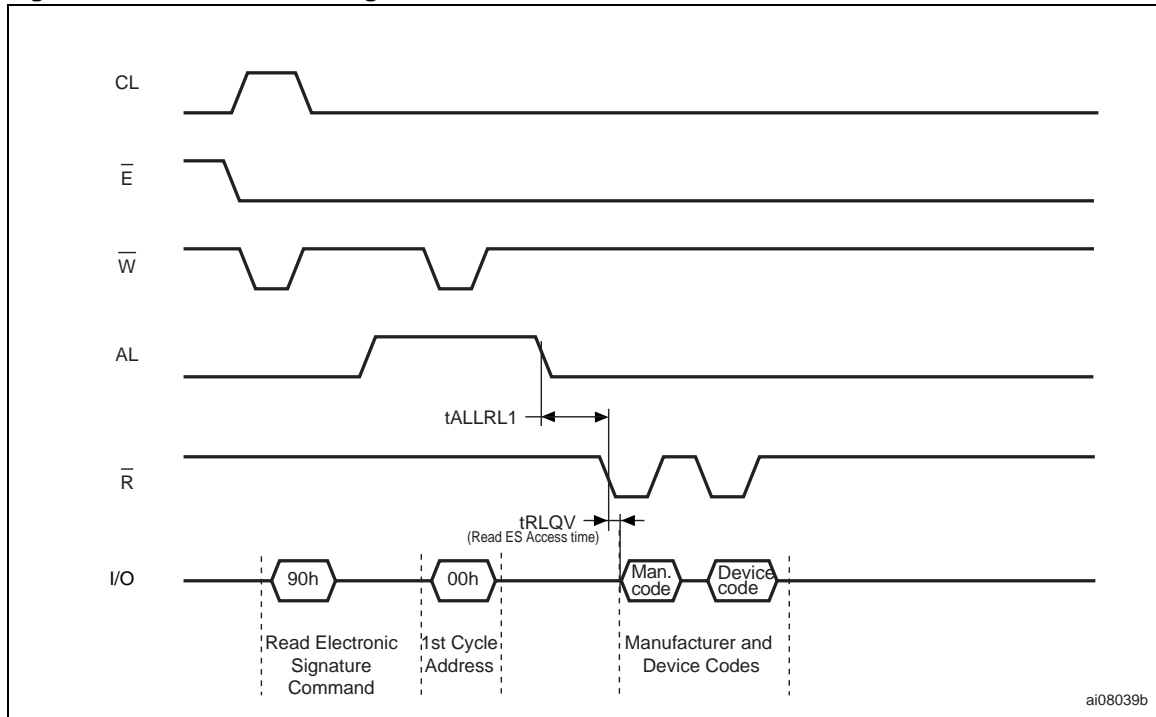 CL
E
W
AL
tALLRL1
R
tRLQV
(Read ES Access time)
I/O
90h
00h
Man.
code
Device
code
Read Electronic
Signature
Command
1st Cycle
Address
Manufacturer and
Device Codes
ai08039b